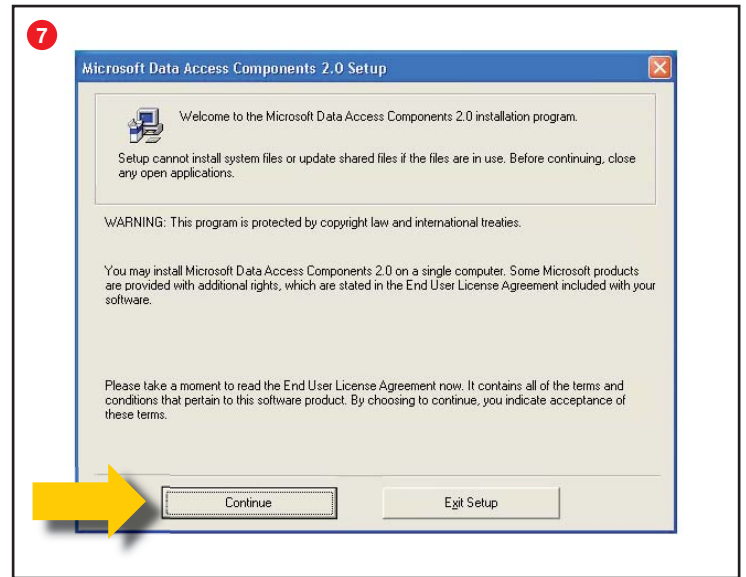 7
Microsoft Data Access Components 2.0 Setup
Welcome to the Microsoft Data Access Components 2.0 installation program.
Setup cannot install system files or update shared files if the files are in use. Before continuing, close
any open applications.
WARNING: This program is protected by copyright law and international treaties.
You may install Microsoft Data Access Components 2.0 on a single computer. Some Microsoft products
are provided with additional rights, which are stated in the End User License Agreement included with your
software.
Please take a moment to read the End User License Agreement now. It contains all of the terms and
conditions that pertain to this software product. By choosing to continue, you indicate acceptance of
these terms.
Continue
Exit Setup